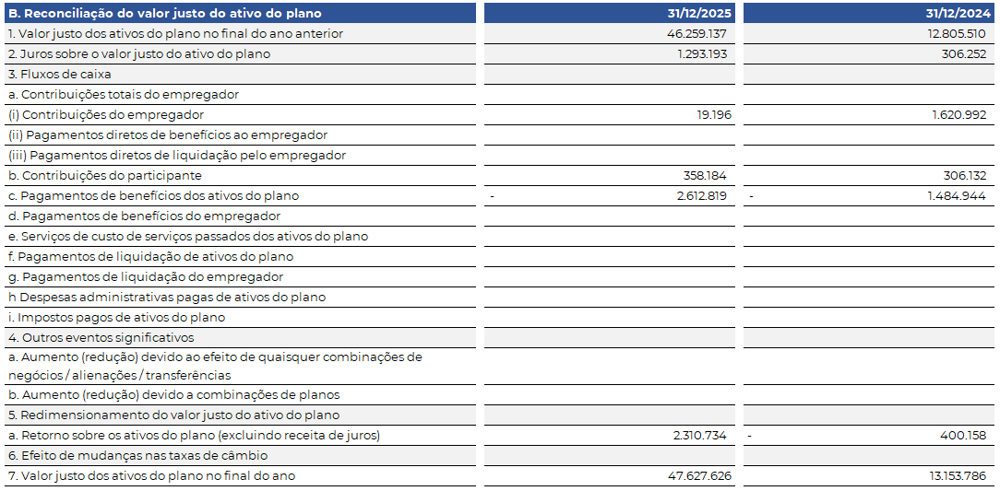 B. Reconciliação do valor justo do ativo do plano 31/12/2025 31/12/2024
1. Valor justo dos ativos do plano no final do ano anterior 46.259.137 12.805.510
2. Juros sobre o valor justo do ativo do plano 1.293.193 306.252
3. Fluxos de caixa
a. Contribuições totais do empregador
(i) Contribuições do empregador 19.196 1.620.992
(ii) Pagamentos diretos de benefícios ao empregador
(iii) Pagamentos diretos de liquidação pelo empregador
b. Contribuições do participante 358.184 306.132
c. Pagamentos de benefícios dos ativos do plano - 2.612.819 - 1.484.944
d. Pagamentos de benefícios do empregador
e. Serviços de custo de serviços passados dos ativos do plano
f. Pagamentos de liquidação de ativos do plano
g. Pagamentos de liquidação do empregador
h Despesas administrativas pagas de ativos do plano
i. Impostos pagos de ativos do plano
4. Outros eventos significativos
a. Aumento (redução) devido ao efeito de quaisquer combinações de
negócios / alienações / transferências
b. Aumento (redução) devido a combinações de planos
5. Redimensionamento do valor justo do ativo do plano
a. Retorno sobre os ativos do plano (excluindo receita de juros) 2.310.734 - 400.158
6. Efeito de mudanças nas taxas de câmbio
7. Valor justo dos ativos do plano no final do ano 47.627.626 13.153.786